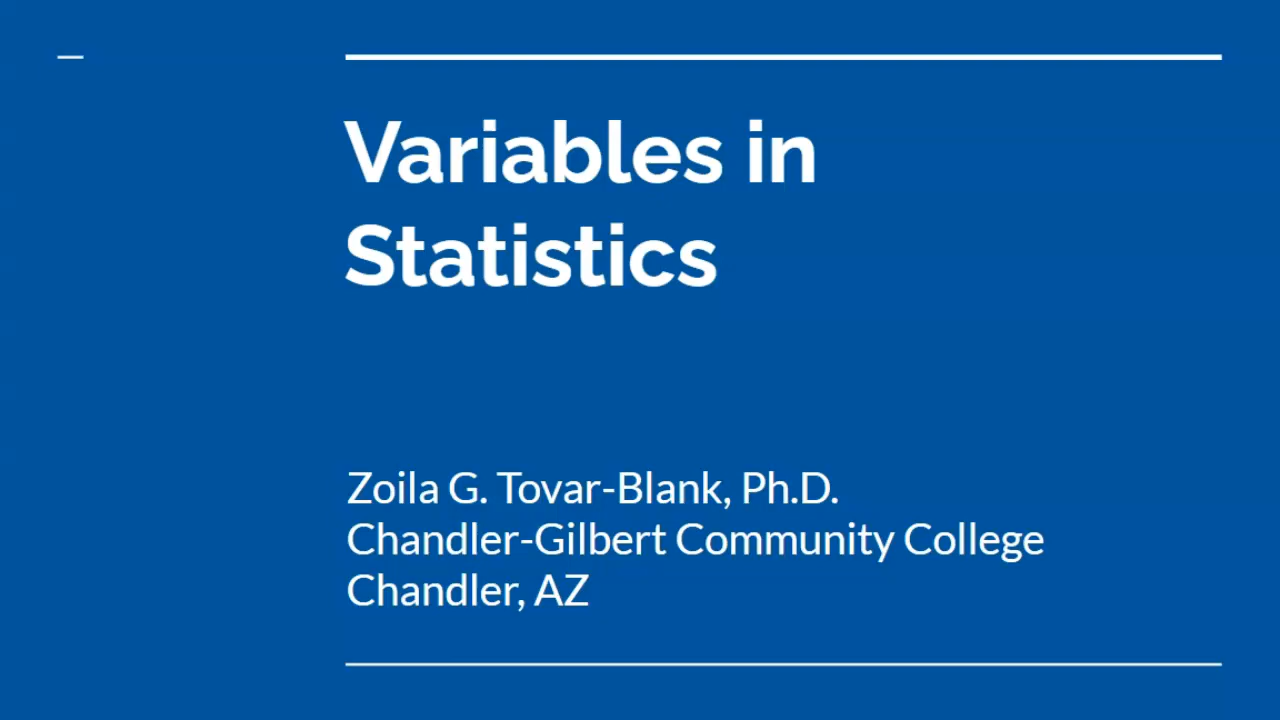 Variables in
Statistics
Zoila G. Tovar-Blank, Ph.D.
Chandler-Gilbert Community College
Chandler, AZ